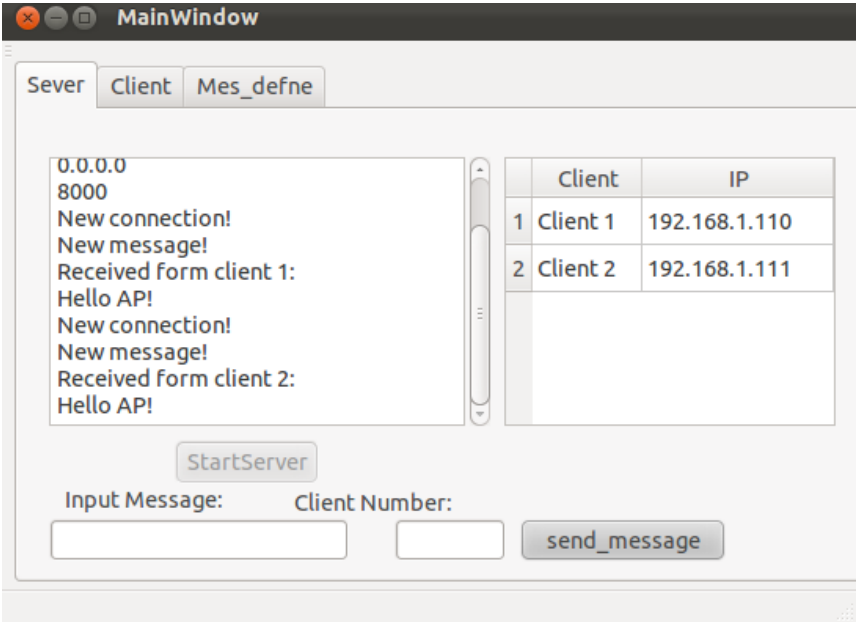 MainWindow
Sever Client Mes_defne
0.0.0.0
8000
New connection!
New message!
Received form client 1:
Hello AP!
New connection!
New message!
Received form client 2:
Hello AP!
Client IP
1 Client 1 192.168.1.110
2 Client 2 192.168.1.111
StartServer
Input Message: Client Number:
send_message